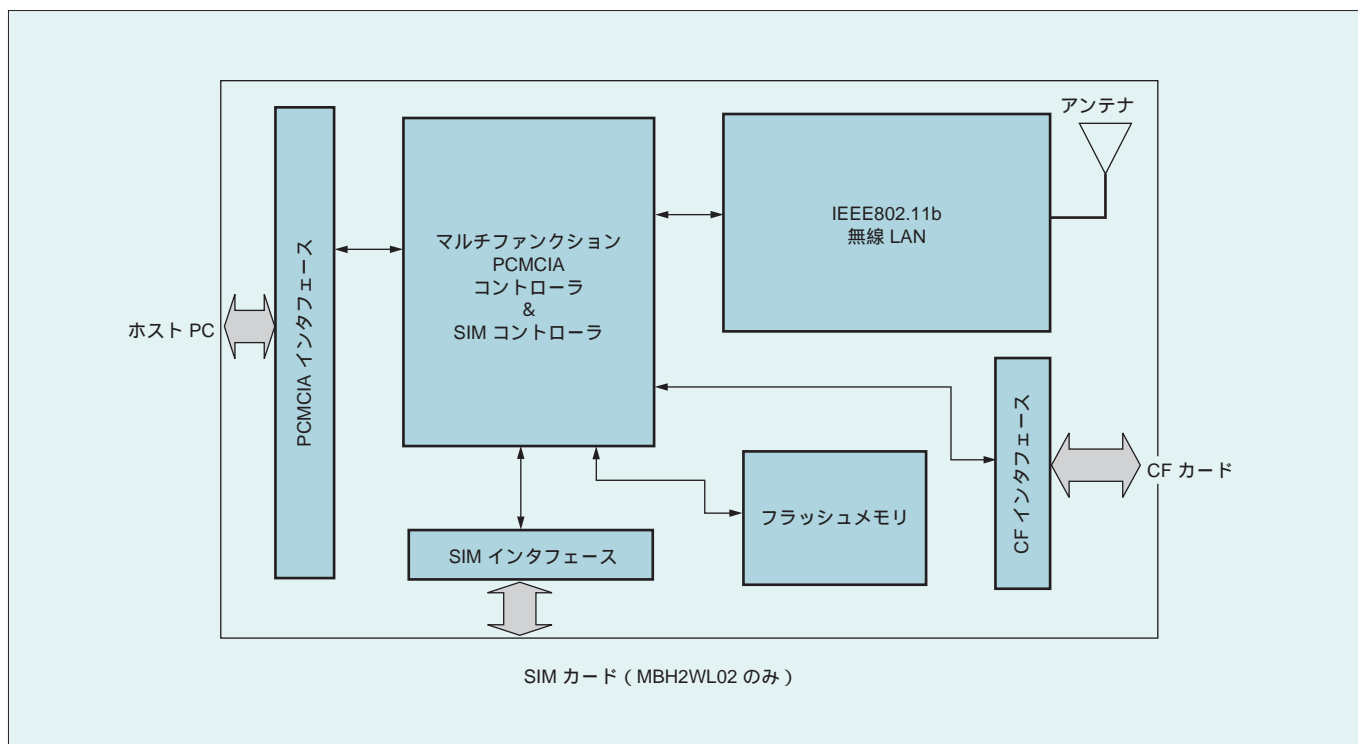 アンテナ
IEEE802.11b
無線 LAN
マルチファンクション
PCMCIA
コントローラ
&
SIM コントローラ
PCMCIA インタフェース
ホスト PC
CF インタフェース
CF カード
フラッシュメモリ
SIM インタフェース
SIM カード（MBH2WL02 のみ）